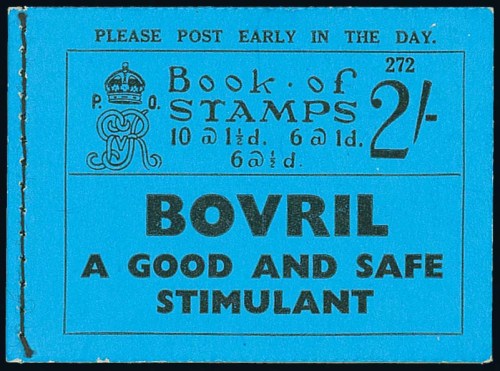 PLEASE POST EARLY IN THE DAY.
272
Book · of
STAMPS 2/-
P. O.
10 @ 1½d. 6 @ 1d.
6 @ ½d.
BOVRIL
A GOOD AND SAFE
STIMULANT